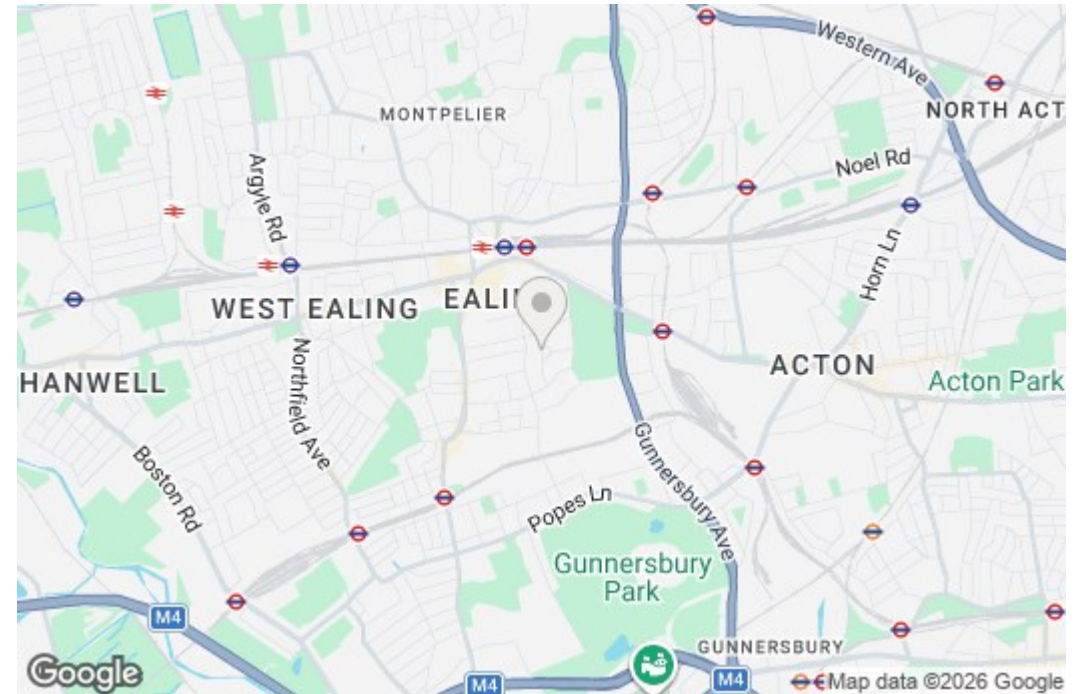 Western Ave
MONTPELIER
NORTH ACT
Noel Rd
Argyle Rd
Horn Ln
WEST EALING
EALI
ACTON
HANWELL
Acton Park
Northfield Ave
Gunnersbury Ave
Boston Rd
Popes Ln
Gunnersbury
Park
M4
GUNNERSBURY
M4
M4
Google
Map data ©2026 Google